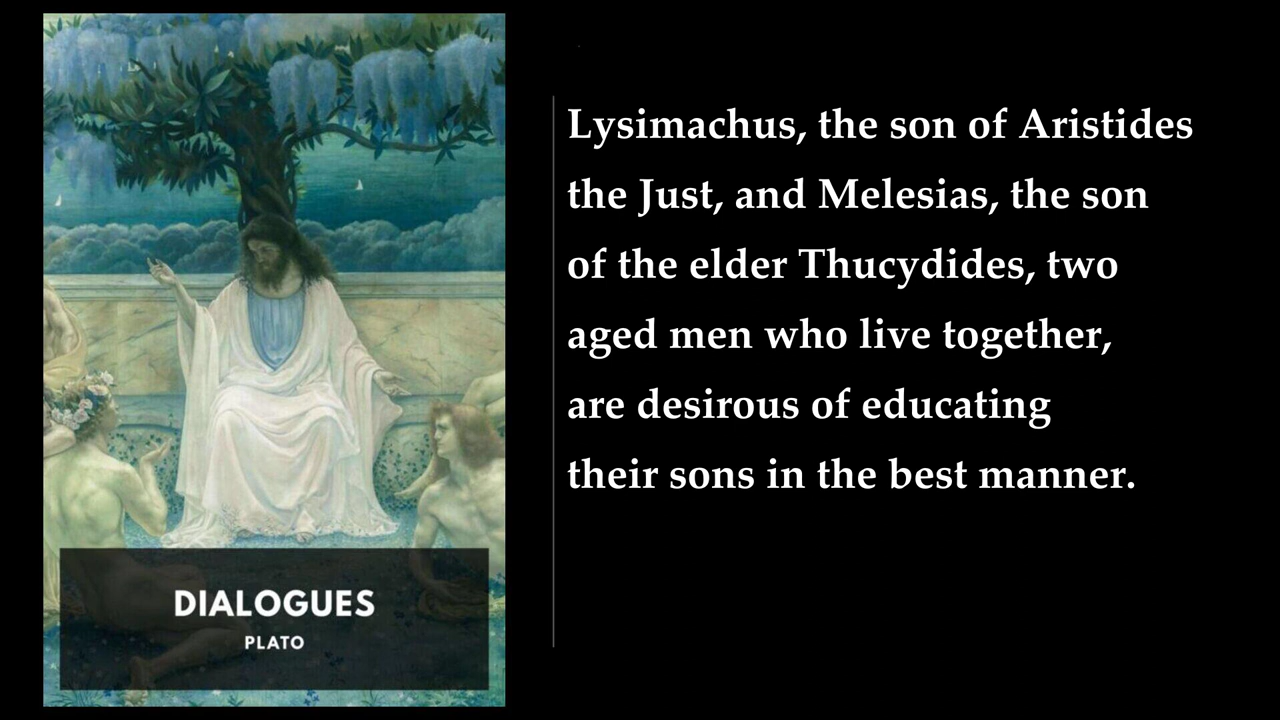 DIALOGUES
PLATO
Lysimachus, the son of Aristides
the Just, and Melesias, the son
of the elder Thucydides, two
aged men who live together,
are desirous of educating
their sons in the best manner.